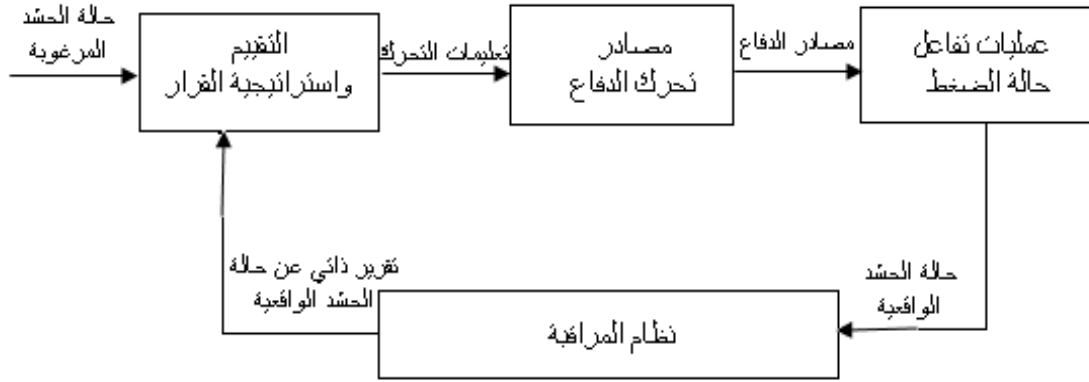 حالة الحشد
المرغوبة
التقييم
واستراتيجية القرار
تعليمات التحرك
مصادر
تحرك الدفاع
مصادر الدفاع
عمليات تفاعل
حالة الضغط
تقرير ذاتي عن حالة
الحشد الواقعية
حالة الحشد
الواقعية
نظام المراقبة